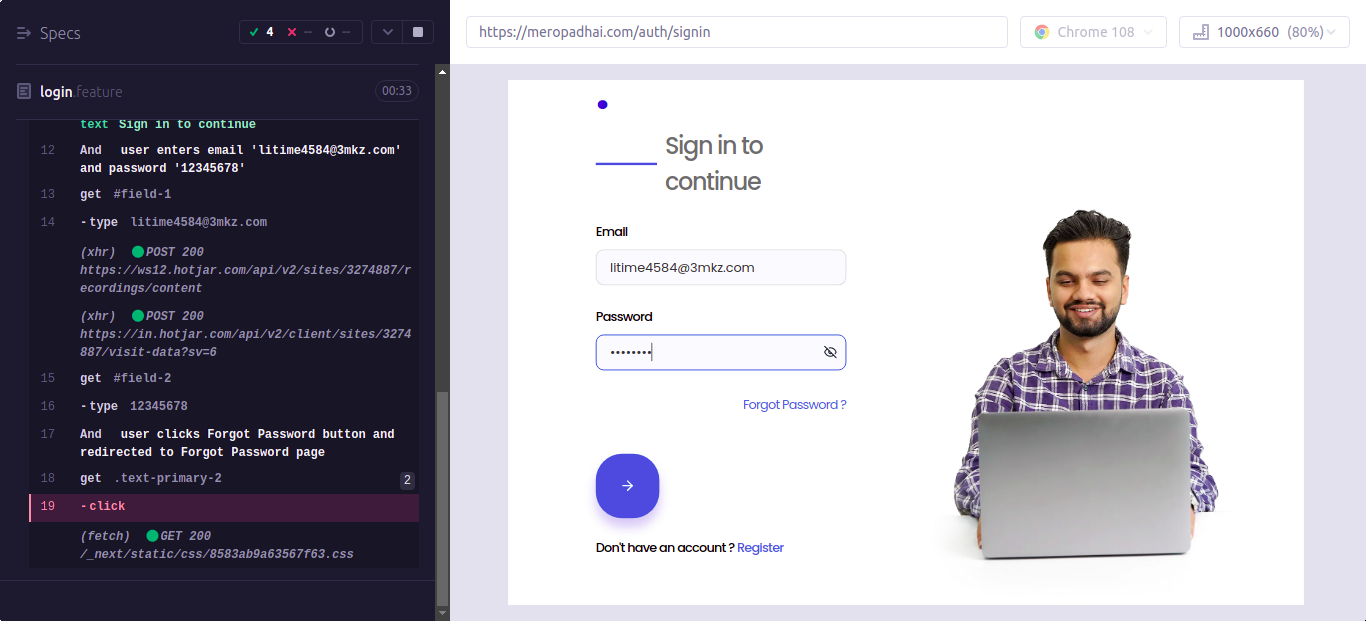 Specs
4
--
--
login.feature
00:33
text Sign in to continue
12 And user enters email 'litime4584@3mkz.com'
and password '12345678'
13 get #field-1
14 -type litime4584@3mkz.com
(xhr) POST 200
https://ws12.hotjar.com/api/v2/sites/3274887/r
ecordings/content
(xhr) POST 200
https://in.hotjar.com/api/v2/client/sites/3274
887/visit-data?sv=6
15 get #field-2
16 -type 12345678
17 And user clicks Forgot Password button and
redirected to Forgot Password page
18 get .text-primary-2 2
19 -click
(fetch) GET 200
/_next/static/css/8583ab9a63567f63.css
https://meropadhai.com/auth/signin
Chrome 108
1000x660 (80%)
Sign in to
continue
Email
litime4584@3mkz.com
Password
••••••••
Forgot Password ?
Don't have an account ? Register